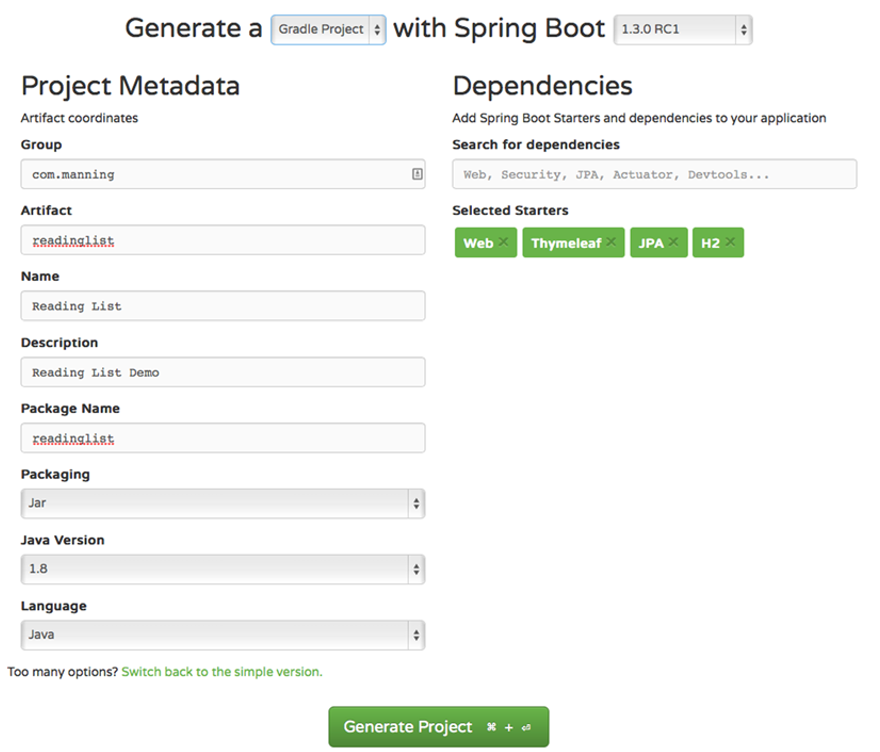 Generate a Gradle Project with Spring Boot 1.3.0 RC1
Project Metadata
Artifact coordinates
Group
com.manning
Artifact
readinglist
Name
Reading List
Description
Reading List Demo
Package Name
readinglist
Packaging
Jar
Java Version
1.8
Language
Java
Too many options? Switch back to the simple version.
Dependencies
Add Spring Boot Starters and dependencies to your application
Search for dependencies
Web, Security, JPA, Actuator, Devtools...
Selected Starters
Web × Thymeleaf × JPA × H2 ×
Generate Project ⌘ + ⏎